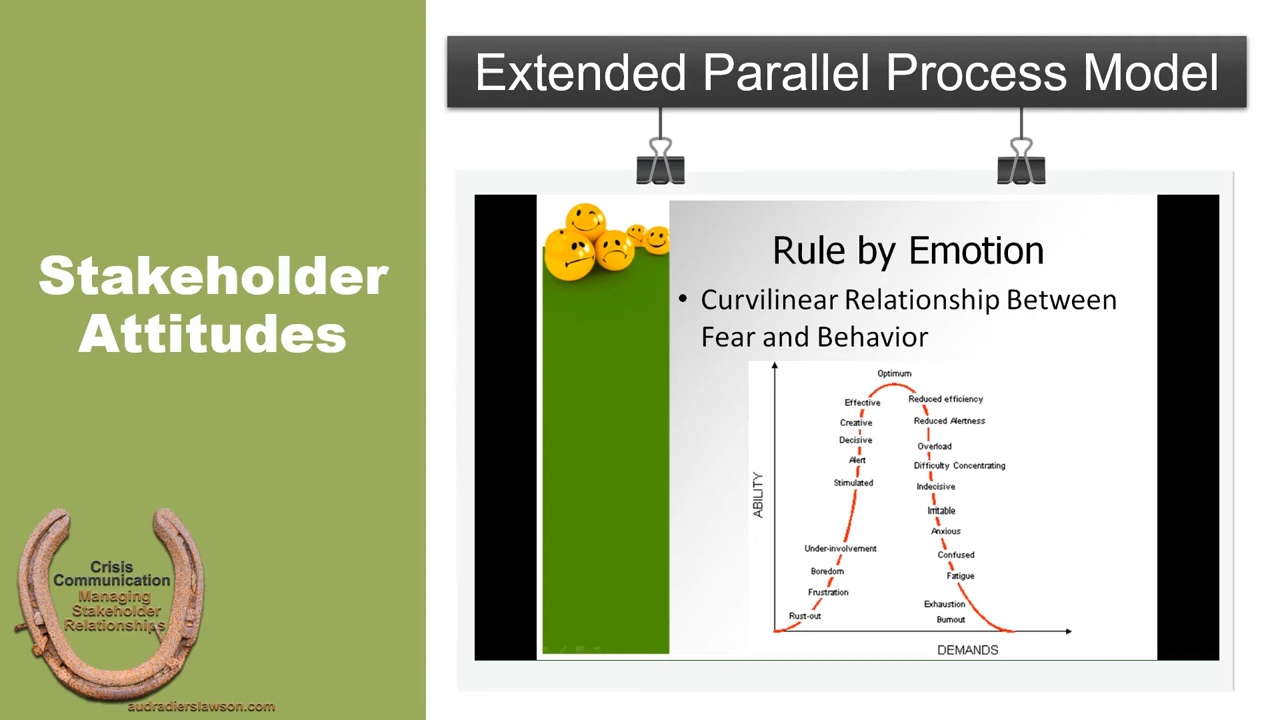 Extended Parallel Process Model
Stakeholder
Attitudes
Rule by Emotion
• Curvilinear Relationship Between
Fear and Behavior
Optimum
Effective
Reduced efficiency
Creative
Reduced Alertness
Decisive
Overload
Alert
Difficulty Concentrating
Stimulated
Indecisive
Irritable
Anxious
Under-involvement
Confused
Boredom
Fatigue
Frustration
Exhaustion
Rust-out
Burnout
ABILITY
DEMANDS
Crisis
Communication
Managing
Stakeholder
Relationships
audradierslawson.com